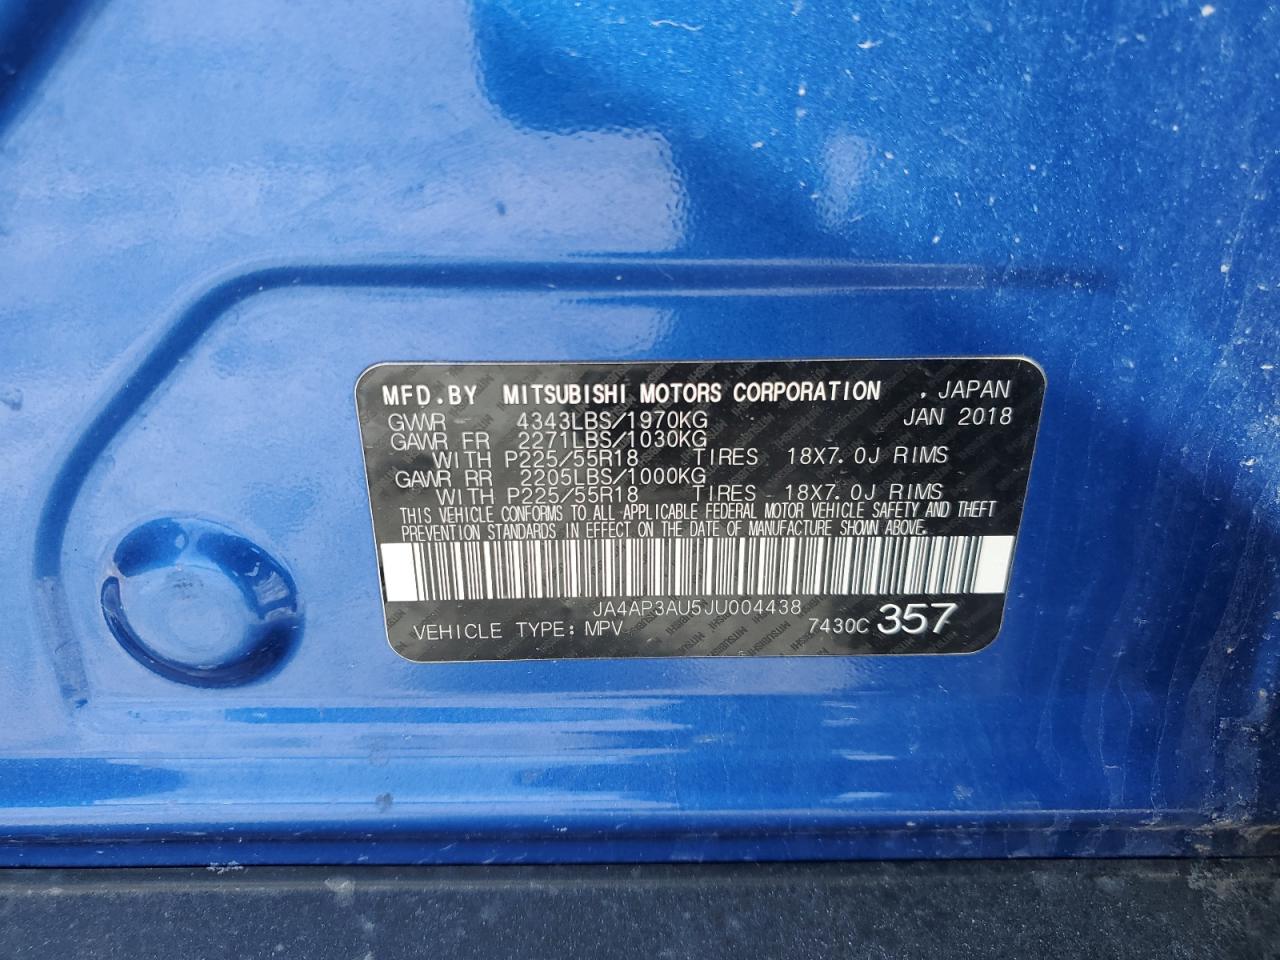 MFD.BY MITSUBISHI MOTORS CORPORATION , JAPAN
GVWR 4343LBS/1970KG JAN 2018
GAWR FR 2271LBS/1030KG
WITH P225/55R18 TIRES 18X7.0J RIMS
GAWR RR 2205LBS/1000KG
WITH P225/55R18 TIRES 18X7.0J RIMS
THIS VEHICLE CONFORMS TO ALL APPLICABLE FEDERAL MOTOR VEHICLE SAFETY AND THEFT
PREVENTION STANDARDS IN EFFECT ON THE DATE OF MANUFACTURE SHOWN ABOVE.
JA4AP3AU5JU004438
VEHICLE TYPE: MPV 7430C 357